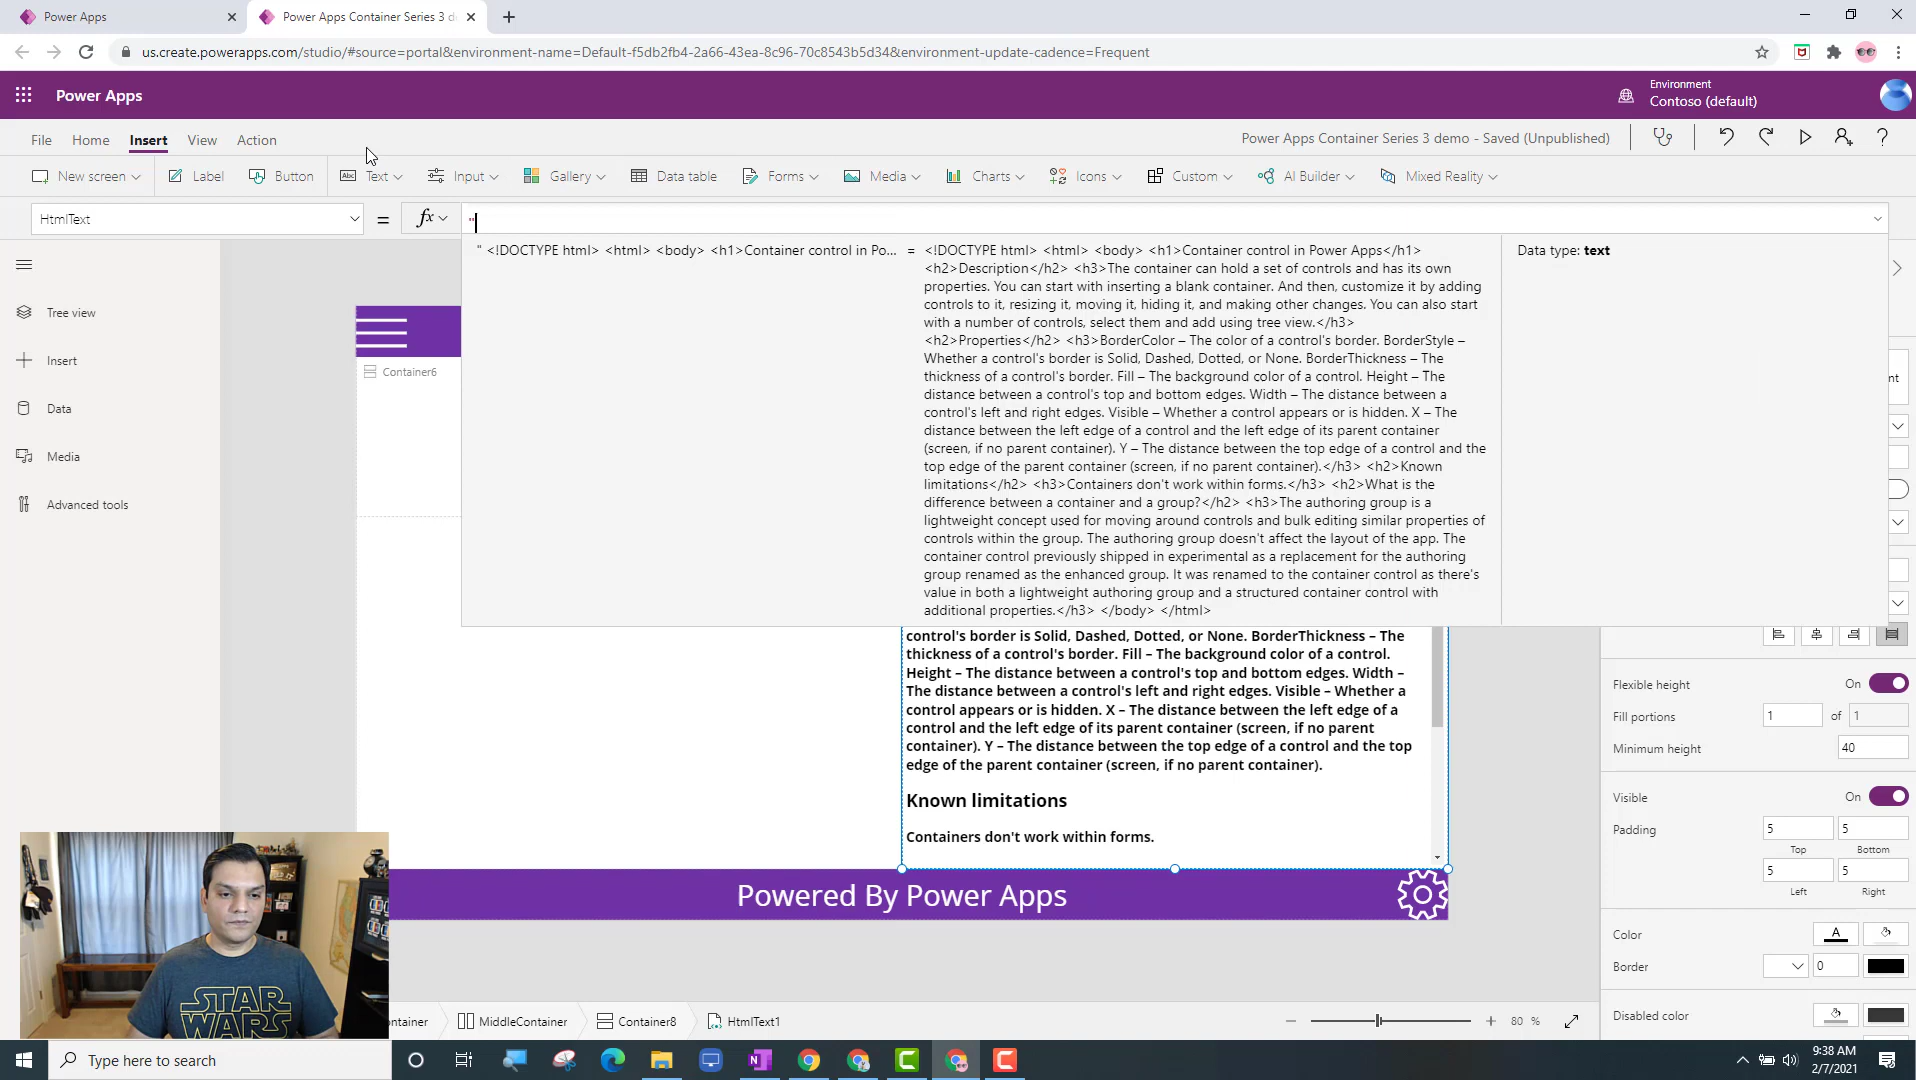 Power Apps
Power Apps Container Series 3 d
us.create.powerapps.com/studio/#source=portal&environment-name=Default-f5db2fb4-2a66-43ea-8c96-70c8543b5d34&environment-update-cadence=Frequent
Power Apps
Environment
Contoso (default)
File Home Insert View Action
Power Apps Container Series 3 demo - Saved (Unpublished)
New screen Label Button Text Input Gallery Data table Forms Media Charts Icons Custom AI Builder Mixed Reality
HtmlText = fx "
" <!DOCTYPE html> <html> <body> <h1>Container control in Po... =
<!DOCTYPE html> <html> <body> <h1>Container control in Power Apps</h1>
<h2>Description</h2> <h3>The container can hold a set of controls and has its own
properties. You can start with inserting a blank container. And then, customize it by adding
controls to it, resizing it, moving it, hiding it, and making other changes. You can also start
with a number of controls, select them and add using tree view.</h3>
<h2>Properties</h2> <h3>BorderColor – The color of a control's border. BorderStyle –
Whether a control's border is Solid, Dashed, Dotted, or None. BorderThickness – The
thickness of a control's border. Fill – The background color of a control. Height – The
distance between a control's top and bottom edges. Width – The distance between a
control's left and right edges. Visible – Whether a control appears or is hidden. X – The
distance between the left edge of a control and the left edge of its parent container
(screen, if no parent container). Y – The distance between the top edge of a control and the
top edge of the parent container (screen, if no parent container).</h3> <h2>Known
limitations</h2> <h3>Containers don't work within forms.</h3> <h2>What is the
difference between a container and a group?</h2> <h3>The authoring group is a
lightweight concept used for moving around controls and bulk editing similar properties of
controls within the group. The authoring group doesn't affect the layout of the app. The
container control previously shipped in experimental as a replacement for the authoring
group renamed as the enhanced group. It was renamed to the container control as there's
value in both a lightweight authoring group and a structured container control with
additional properties.</h3> </body> </html>
Data type: text
Tree view
Insert
Data
Media
Advanced tools
Container6
nt
control's border is Solid, Dashed, Dotted, or None. BorderThickness – The
thickness of a control's border. Fill – The background color of a control.
Height – The distance between a control's top and bottom edges. Width –
The distance between a control's left and right edges. Visible – Whether a
control appears or is hidden. X – The distance between the left edge of a
control and the left edge of its parent container (screen, if no parent
container). Y – The distance between the top edge of a control and the top
edge of the parent container (screen, if no parent container).
Known limitations
Containers don't work within forms.
Powered By Power Apps
Flexible height On
Fill portions 1 of 1
Minimum height 40
Visible On
Padding 5 5
Top Bottom
5 5
Left Right
Color A
Border 0
Disabled color
STAR
WARS
ntainer MiddleContainer Container8 HtmlText1
80 %
Type here to search
9:38 AM
2/7/2021